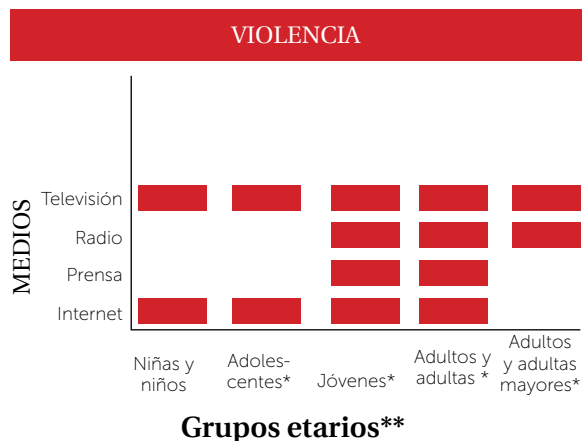 VIOLENCIA
MEDIOS
Televisión
Radio
Prensa
Internet
Niñas y
niños
Adoles-
centes*
Jóvenes*
Adultos y
adultas *
Adultos
y adultas
mayores*
Grupos etarios**